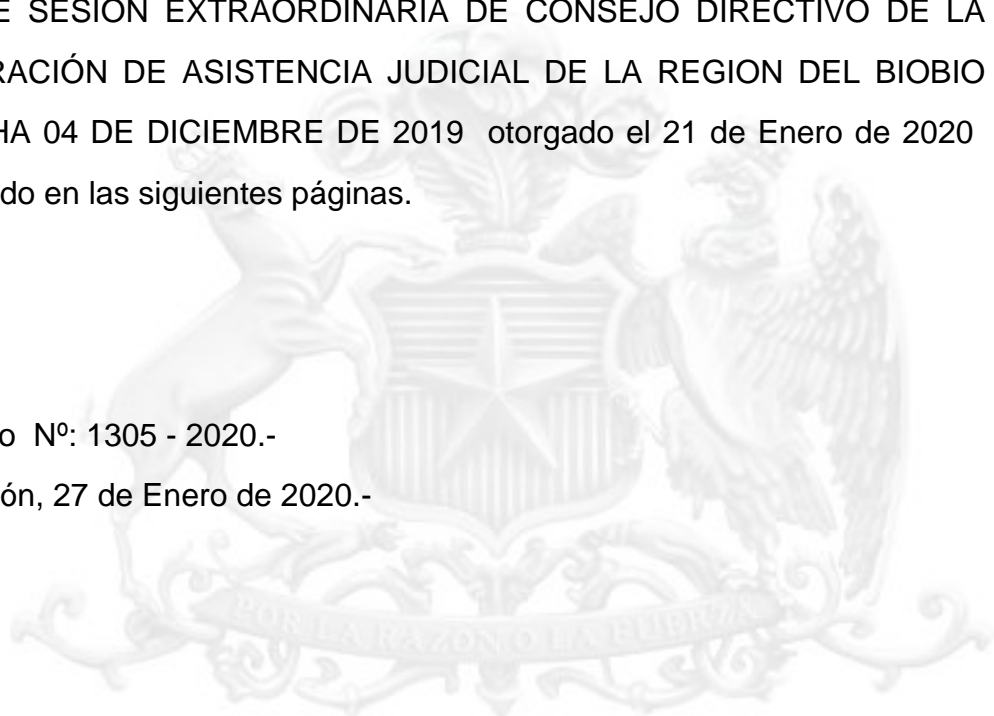 E SESION EXTRAORDINARIA DE CONSEJO DIRECTIVO DE LA
RACIÓN DE ASISTENCIA JUDICIAL DE LA REGION DEL BIOBIO
HA 04 DE DICIEMBRE DE 2019 otorgado el 21 de Enero de 2020
do en las siguientes páginas.
o Nº: 1305 - 2020.-
ón, 27 de Enero de 2020.-
POR LA RAZON O LA FUERZA